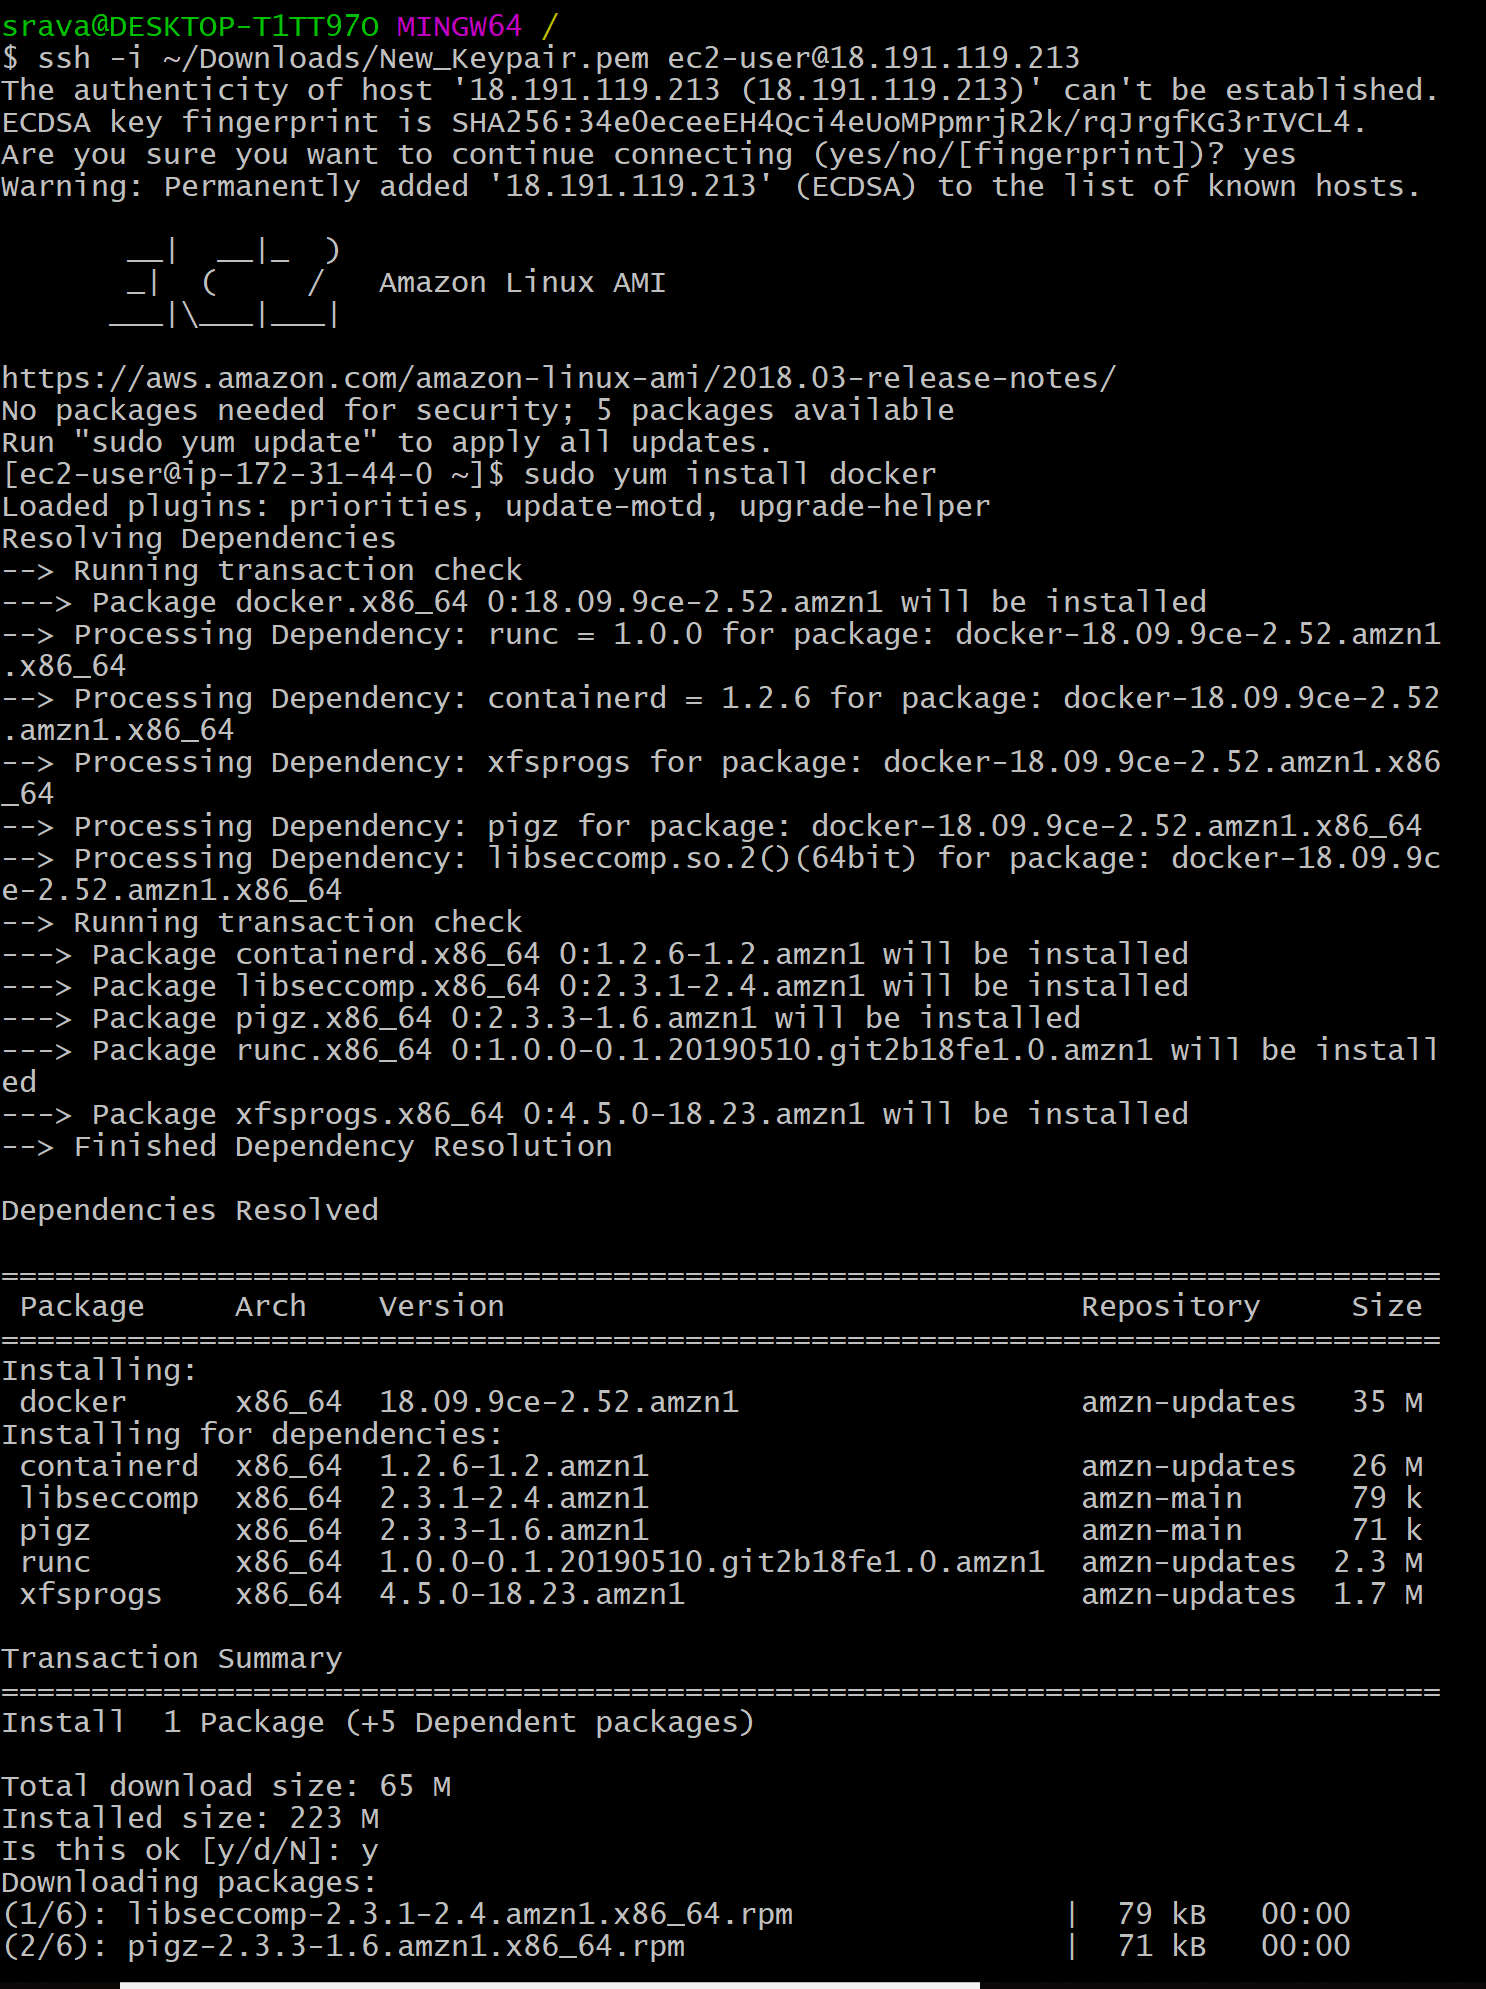 srava@DESKTOP-T1TT97O MINGW64 /
$ ssh -i ~/Downloads/New_Keypair.pem ec2-user@18.191.119.213
The authenticity of host '18.191.119.213 (18.191.119.213)' can't be established.
ECDSA key fingerprint is SHA256:34e0eceeEH4Qci4eUoMPpmrjR2k/rqJrgfKG3rIVCL4.
Are you sure you want to continue connecting (yes/no/[fingerprint])? yes
Warning: Permanently added '18.191.119.213' (ECDSA) to the list of known hosts.
       __|  __|_  )
       _|  (     /   Amazon Linux AMI
      ___|\___|___|
https://aws.amazon.com/amazon-linux-ami/2018.03-release-notes/
No packages needed for security; 5 packages available
Run "sudo yum update" to apply all updates.
[ec2-user@ip-172-31-44-0 ~]$ sudo yum install docker
Loaded plugins: priorities, update-motd, upgrade-helper
Resolving Dependencies
--> Running transaction check
---> Package docker.x86_64 0:18.09.9ce-2.52.amzn1 will be installed
--> Processing Dependency: runc = 1.0.0 for package: docker-18.09.9ce-2.52.amzn1
.x86_64
--> Processing Dependency: containerd = 1.2.6 for package: docker-18.09.9ce-2.52
.amzn1.x86_64
--> Processing Dependency: xfsprogs for package: docker-18.09.9ce-2.52.amzn1.x86
_64
--> Processing Dependency: pigz for package: docker-18.09.9ce-2.52.amzn1.x86_64
--> Processing Dependency: libseccomp.so.2()(64bit) for package: docker-18.09.9c
e-2.52.amzn1.x86_64
--> Running transaction check
---> Package containerd.x86_64 0:1.2.6-1.2.amzn1 will be installed
---> Package libseccomp.x86_64 0:2.3.1-2.4.amzn1 will be installed
---> Package pigz.x86_64 0:2.3.3-1.6.amzn1 will be installed
---> Package runc.x86_64 0:1.0.0-0.1.20190510.git2b18fe1.0.amzn1 will be install
ed
---> Package xfsprogs.x86_64 0:4.5.0-18.23.amzn1 will be installed
--> Finished Dependency Resolution
Dependencies Resolved
================================================================================
 Package     Arch    Version                                Repository     Size
================================================================================
Installing:
 docker      x86_64  18.09.9ce-2.52.amzn1                   amzn-updates   35 M
Installing for dependencies:
 containerd  x86_64  1.2.6-1.2.amzn1                        amzn-updates   26 M
 libseccomp  x86_64  2.3.1-2.4.amzn1                        amzn-main      79 k
 pigz        x86_64  2.3.3-1.6.amzn1                        amzn-main      71 k
 runc        x86_64  1.0.0-0.1.20190510.git2b18fe1.0.amzn1  amzn-updates  2.3 M
 xfsprogs    x86_64  4.5.0-18.23.amzn1                      amzn-updates  1.7 M
Transaction Summary
================================================================================
Install  1 Package (+5 Dependent packages)
Total download size: 65 M
Installed size: 223 M
Is this ok [y/d/N]: y
Downloading packages:
(1/6): libseccomp-2.3.1-2.4.amzn1.x86_64.rpm               |  79 kB   00:00
(2/6): pigz-2.3.3-1.6.amzn1.x86_64.rpm                     |  71 kB   00:00